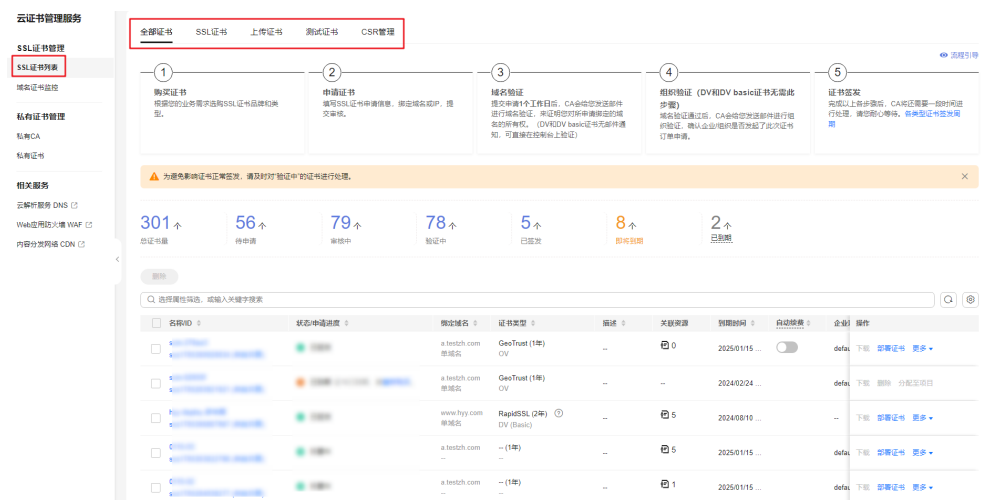 云证书管理服务
SSL证书管理
SSL证书列表
域名证书监控
私有证书管理
私有CA
私有证书
相关服务
云解析服务 DNS
Web应用防火墙 WAF
内容分发网络 CDN
全部证书 SSL证书 上传证书 测试证书 CSR管理
流程引导
1 2 3 4 5
购买证书
根据您的业务需求选购SSL证书品牌和类
型。
申请证书
填写SSL证书申请信息，绑定域名或IP，提
交审核。
域名验证
提交申请1个工作日后，CA会给您发送邮件
进行域名验证，来证明您对所申请绑定的域
名的所有权。（DV和DV basic证书无邮件通
知，可直接在控制台上验证）
组织验证（DV和DV basic证书无需此
步骤）
域名验证通过后，CA会给您发送邮件进行组
织验证，确认企业/组织是否发起了此次证书
订单申请。
证书签发
完成以上各步骤后，CA将还需要一段时间进
行处理，请您耐心等待。各类型证书签发周
期
为避免影响证书正常签发，请及时对“验证中”的证书进行处理。
301 个 56 个 79 个 78 个 5 个 8 个 2 个
总证书量 待申请 审核中 验证中 已签发 即将到期 已到期
删除
选择属性筛选，或输入关键字搜索
名称/ID 状态/申请进度 绑定域名 证书类型 描述 关联资源 到期时间 自动续费 企业 操作
a.testzh.com GeoTrust (1年) -- 0 2025/01/15 ... defau 下载 部署证书 更多
单域名 OV
a.testzh.com GeoTrust (1年) -- -- 2024/02/24 ... defau 下载 删除 分配至项目
单域名 OV
www.hyy.com RapidSSL (2年) -- 5 2024/08/10 ... -- 下载 部署证书 更多
单域名 DV (Basic)
a.testzh.com -- (1年) -- 5 2025/01/15 ... defau 下载 部署证书 更多
-- --
a.testzh.com -- (1年) -- 1 2025/01/15 ... defau 下载 部署证书 更多
-- --